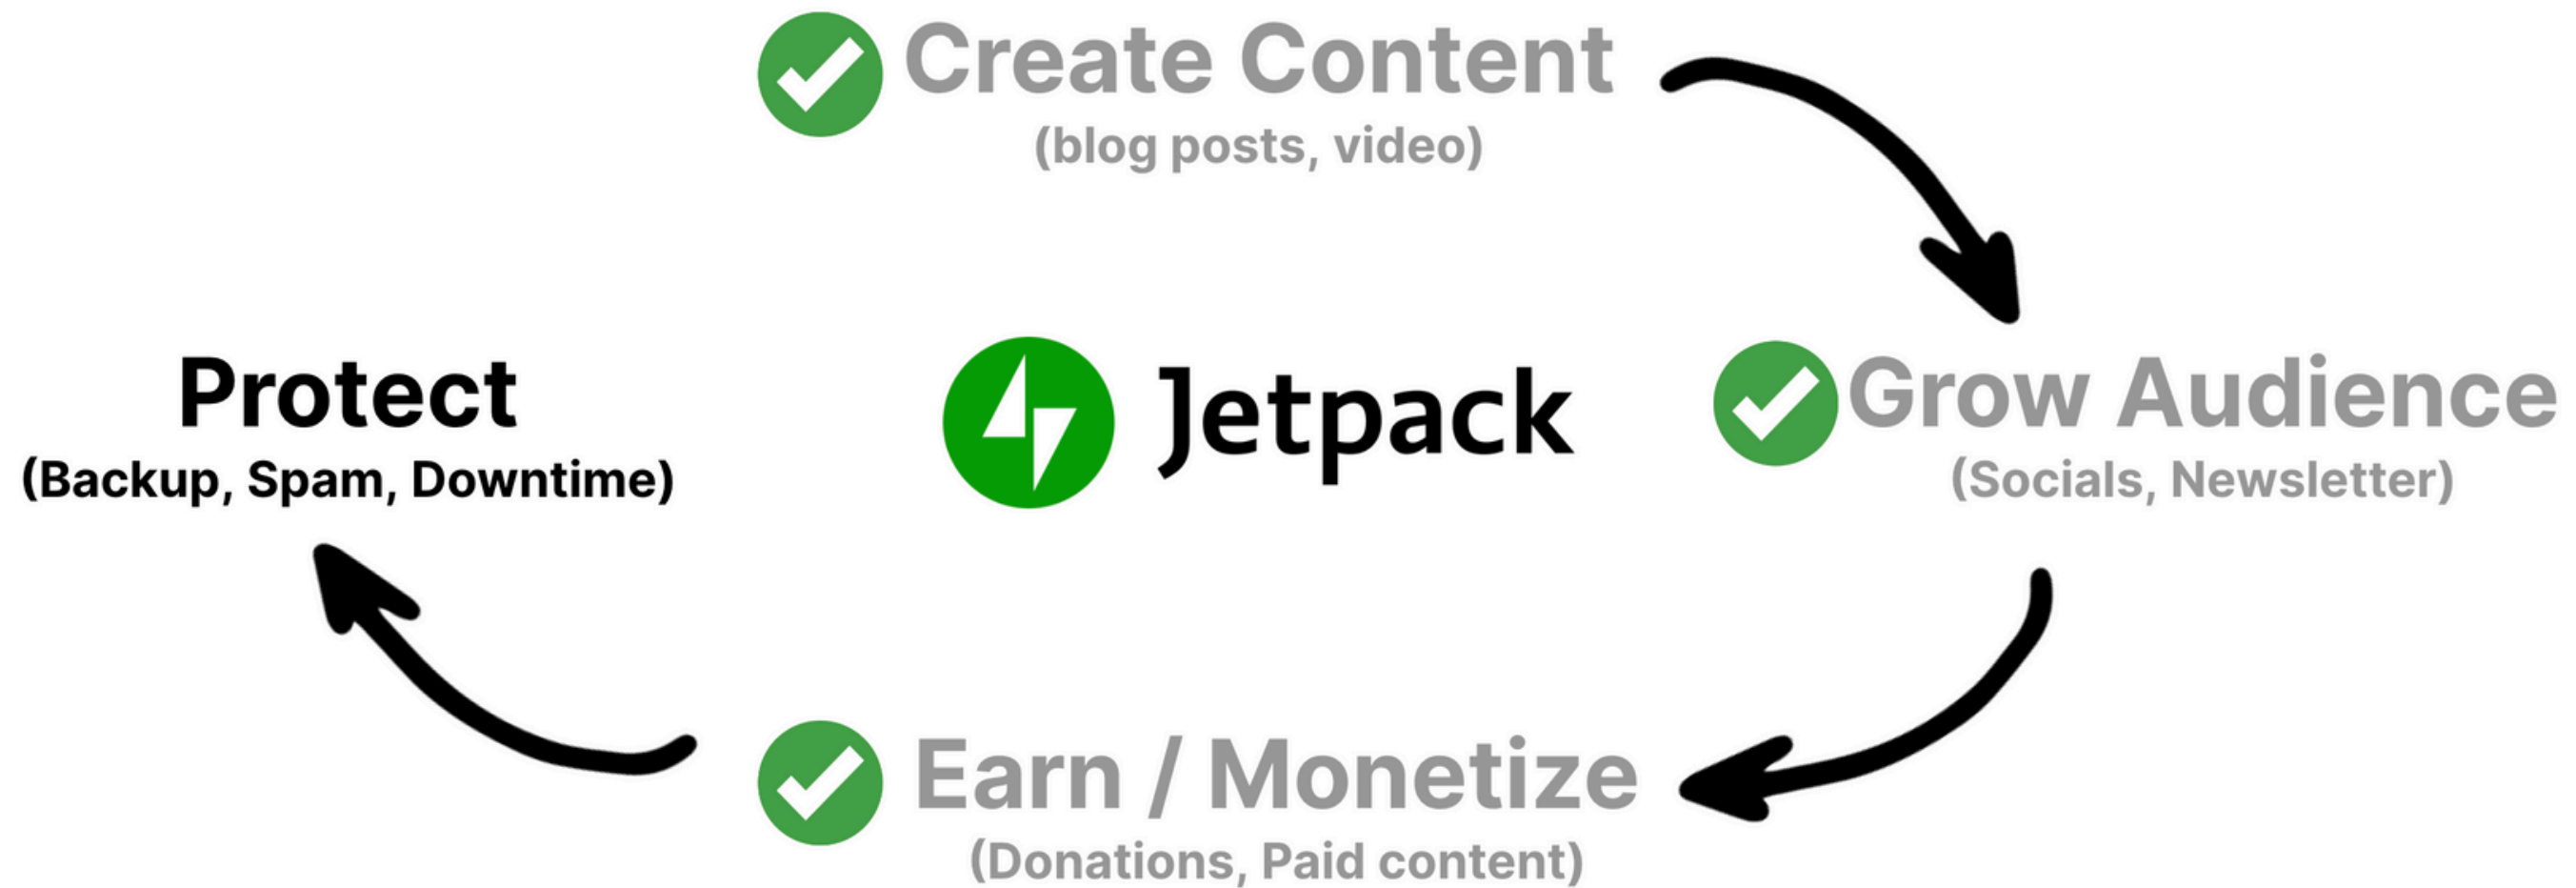 Create Content
(blog posts, video)
Protect
(Backup, Spam, Downtime)
Jetpack
Grow Audience
(Socials, Newsletter)
Earn / Monetize
(Donations, Paid content)